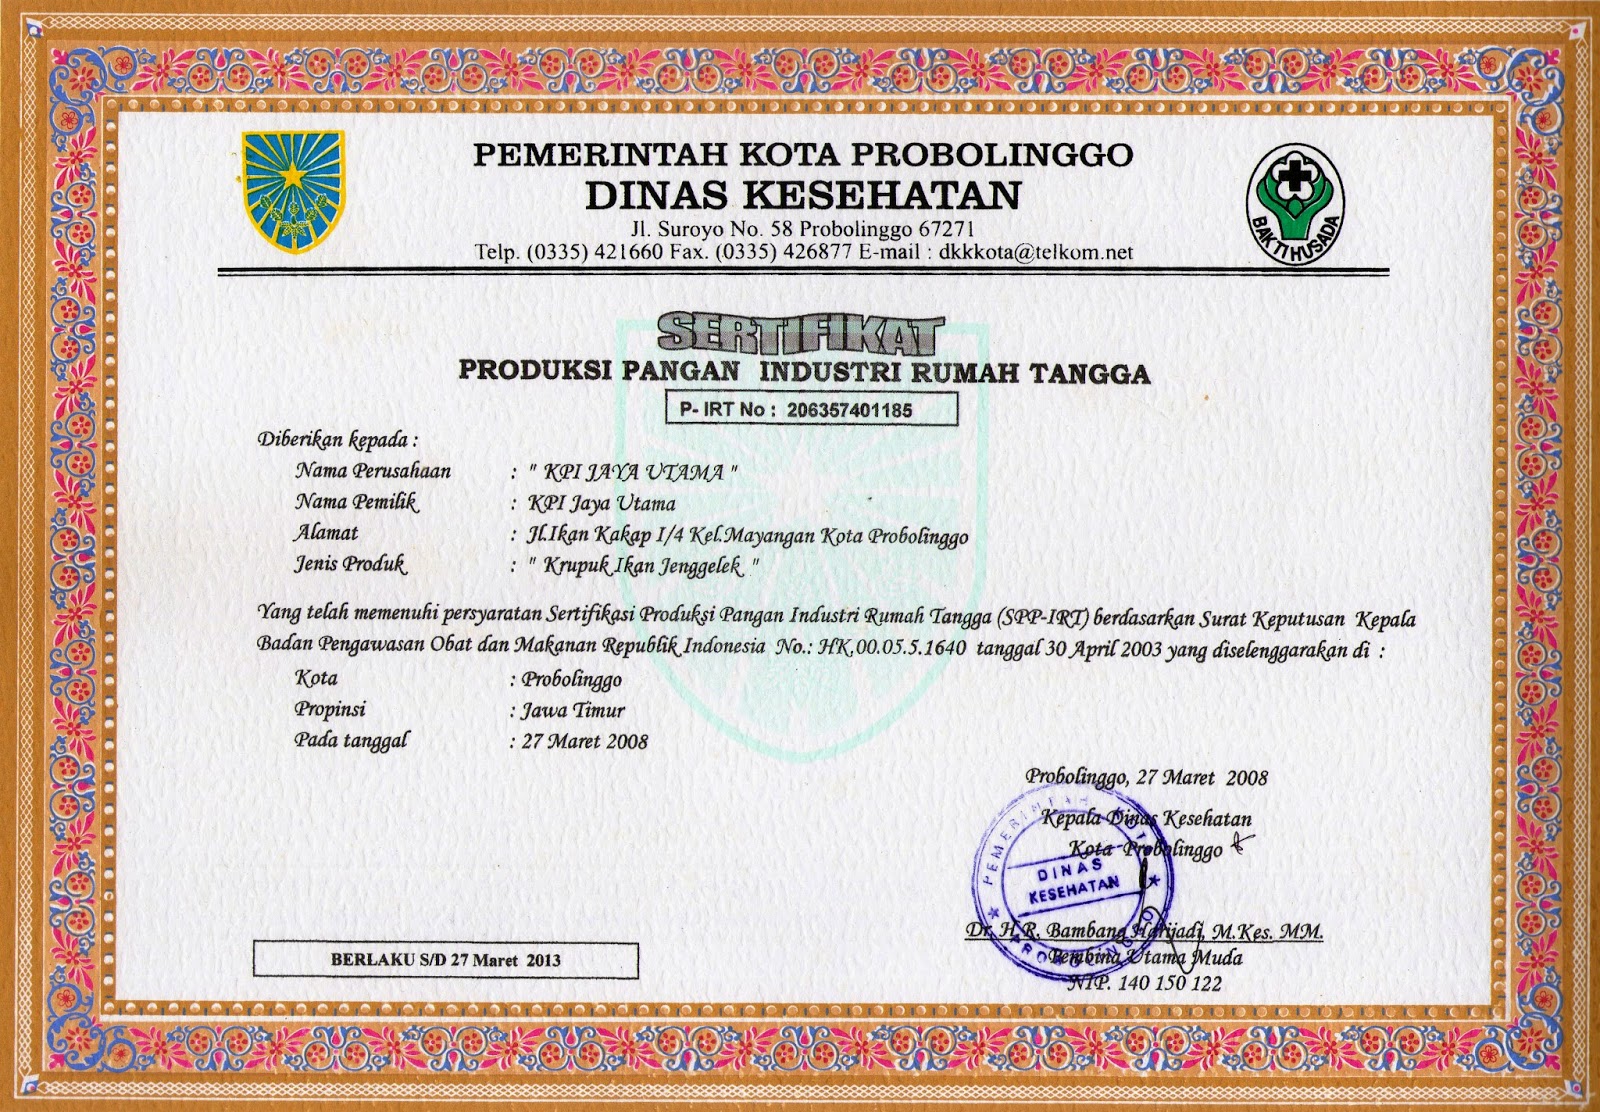 PEMERINTAH KOTA PROBOLINGGO
DINAS KESEHATAN
Jl. Suroyo No. 58 Probolinggo 67271
Telp. (0335) 421660 Fax. (0335) 426877 E-mail : dkkkota@telkom.net
BAKTI HUSADA
SERTIFIKAT
PRODUKSI PANGAN INDUSTRI RUMAH TANGGA
P- IRT No : 206357401185
Diberikan kepada :
Nama Perusahaan : " KPI JAYA UTAMA "
Nama Pemilik : KPI Jaya Utama
Alamat : Jl.Ikan Kakap I/4 Kel.Mayangan Kota Probolinggo
Jenis Produk : " Krupuk Ikan Jenggelek "
Yang telah memenuhi persyaratan Sertifikasi Produksi Pangan Industri Rumah Tangga (SPP-IRT) berdasarkan Surat Keputusan Kepala
Badan Pengawasan Obat dan Makanan Republik Indonesia No.: HK.00.05.5.1640 tanggal 30 April 2003 yang diselenggarakan di :
Kota : Probolinggo
Propinsi : Jawa Timur
Pada tanggal : 27 Maret 2008
Probolinggo, 27 Maret 2008
Kepala Dinas Kesehatan
Kota Probolinggo
PEMERINTAH KOTA
DINAS
KESEHATAN
PROBOLINGGO
Dr. H.R. Bambang Harijadi, M.Kes. MM.
Pembina Utama Muda
NIP. 140 150 122
BERLAKU S/D 27 Maret 2013